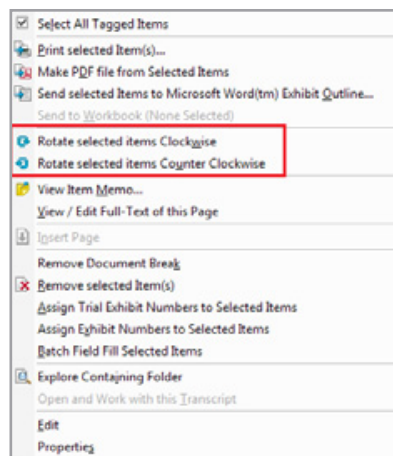 Select All Tagged Items
Print selected Item(s)...
Make PDF file from Selected Items
Send selected Items to Microsoft Word(tm) Exhibit Outline...
Send to Workbook (None Selected)
Rotate selected items Clockwise
Rotate selected items Counter Clockwise
View Item Memo...
View / Edit Full-Text of this Page
Insert Page
Remove Document Break
Remove selected Item(s)
Assign Trial Exhibit Numbers to Selected Items
Assign Exhibit Numbers to Selected Items
Batch Field Fill Selected Items
Explore Containing Folder
Open and Work with this Transcript
Edit
Properties